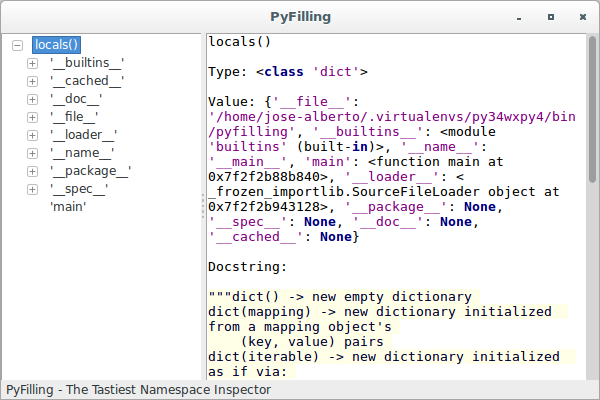 PyFilling
locals()
'__builtins__'
'__cached__'
'__doc__'
'__file__'
'__loader__'
'__name__'
'__package__'
'__spec__'
'main'
locals()
Type: <class 'dict'>
Value: {'__file__':
'/home/jose-alberto/.virtualenvs/py34wxpy4/bin
/pyfilling', '__builtins__': <module
'builtins' (built-in)>, '__name__':
'__main__', 'main': <function main at
0x7f2f2b88b840>, '__loader__': <
_frozen_importlib.SourceFileLoader object at
0x7f2f2b943128>, '__package__': None,
'__spec__': None, '__doc__': None,
'__cached__': None}
Docstring:
"""dict() -> new empty dictionary
dict(mapping) -> new dictionary initialized
from a mapping object's
(key, value) pairs
dict(iterable) -> new dictionary initialized
as if via:
PyFilling - The Tastiest Namespace Inspector